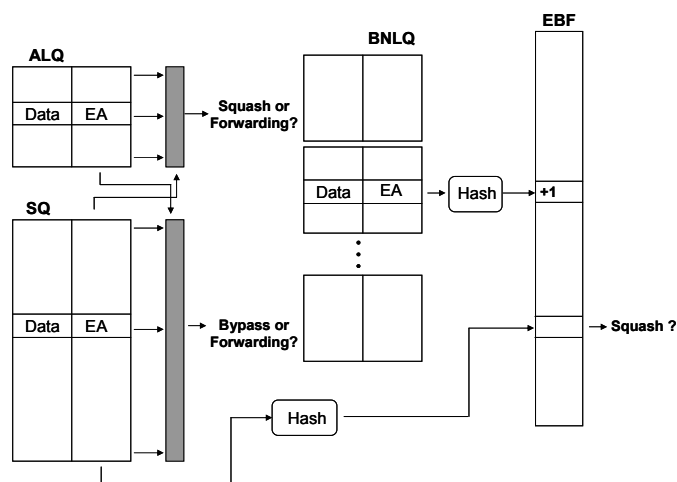 EBF
BNLQ
ALQ
Data EA
Squash or
Forwarding?
Data EA
Hash
+1
SQ
Data EA
Bypass or
Forwarding?
Squash ?
Hash